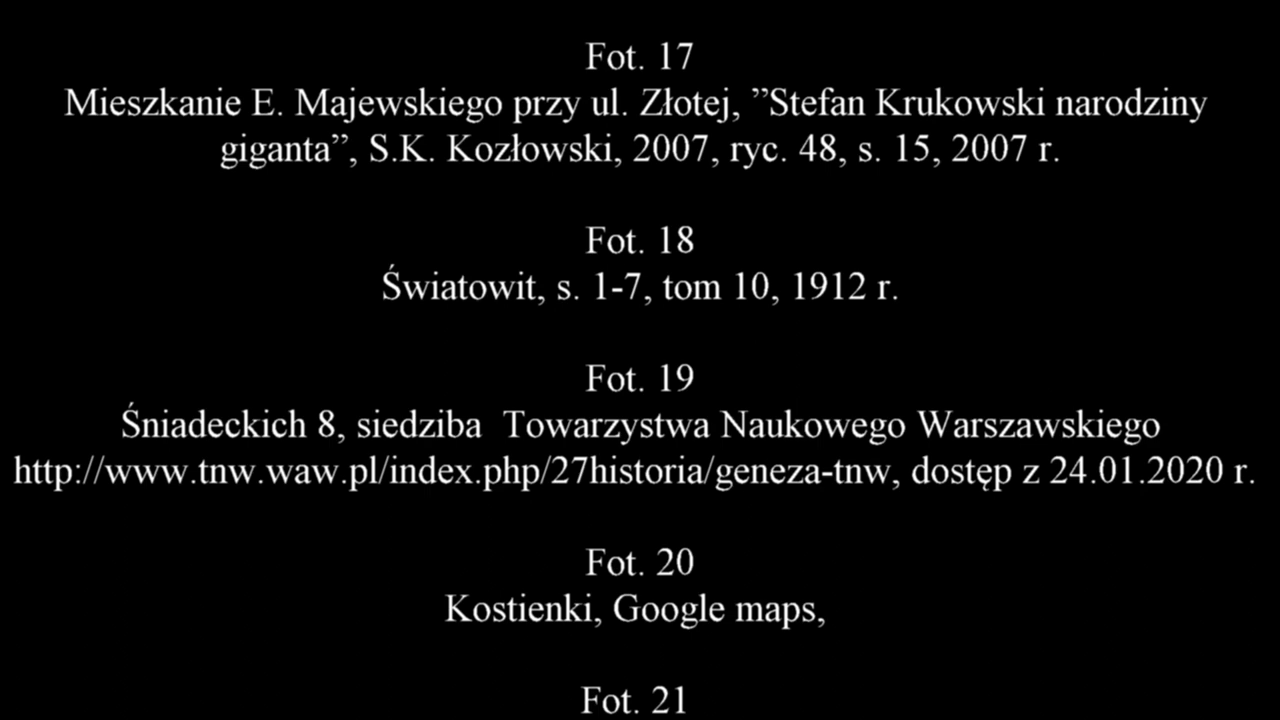 Fot. 17
Mieszkanie E. Majewskiego przy ul. Złotej, ”Stefan Krukowski narodziny
giganta”, S.K. Kozłowski, 2007, ryc. 48, s. 15, 2007 r.
Fot. 18
Światowit, s. 1-7, tom 10, 1912 r.
Fot. 19
Śniadeckich 8, siedziba  Towarzystwa Naukowego Warszawskiego
http://www.tnw.waw.pl/index.php/27historia/geneza-tnw, dostęp z 24.01.2020 r.
Fot. 20
Kostienki, Google maps,
Fot. 21